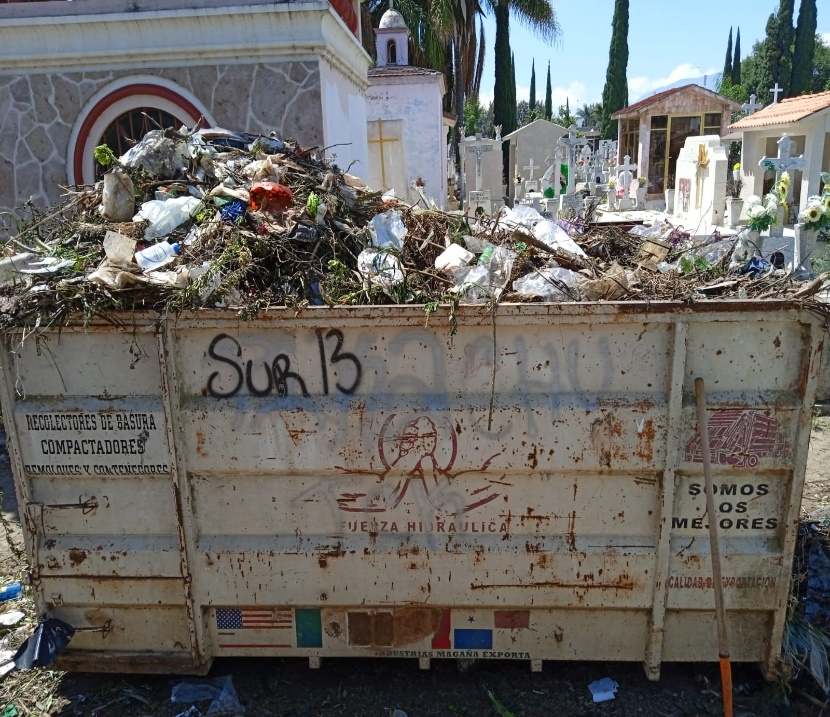 Sur 13
RECOLECTORES DE BASURA
COMPACTADORES
REMOLQUES Y CONTENEDORES
FUERZA HIDRAULICA
SOMOS
LOS
MEJORES
CALIDAD DE EXPORTACION
INDUSTRIAS MAGAÑA EXPORTA